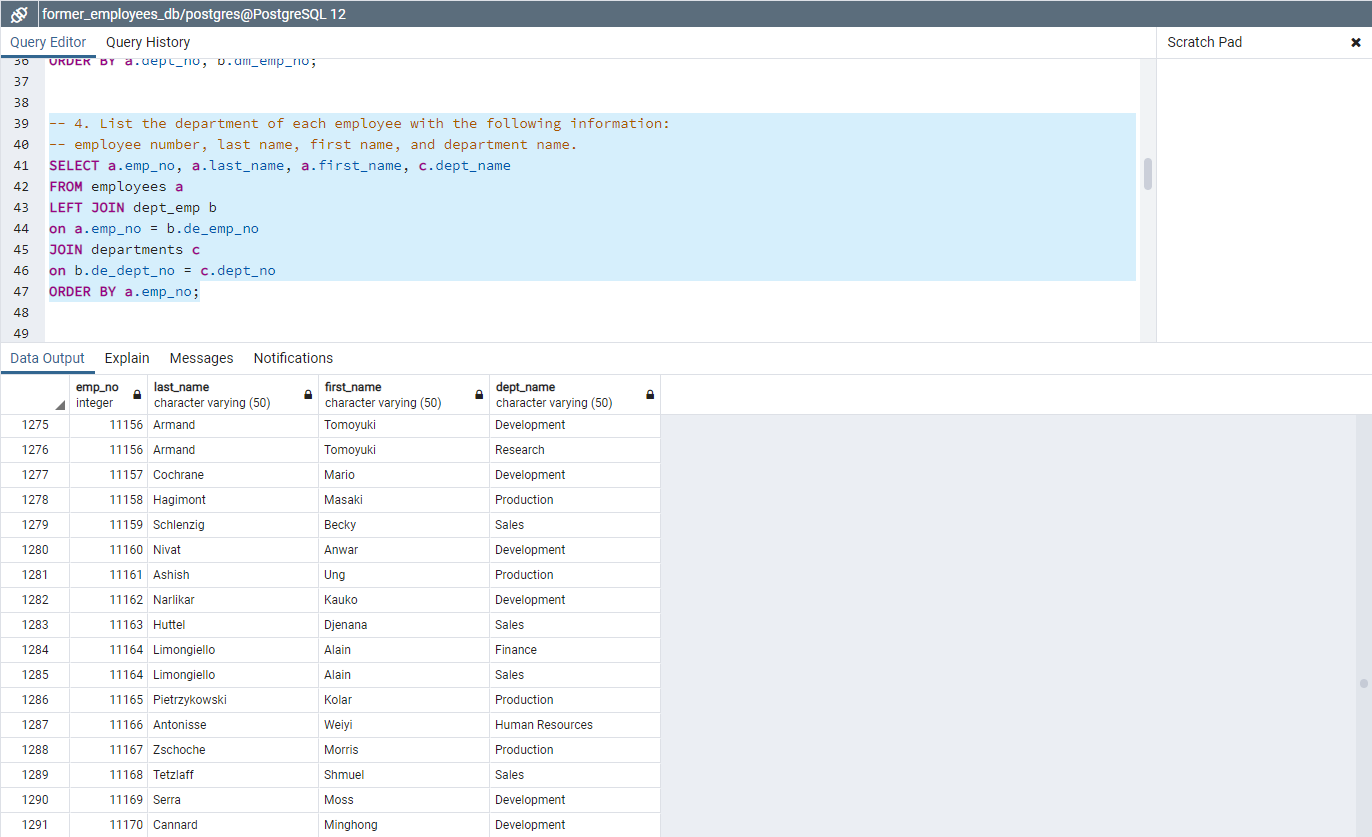 former_employees_db/postgres@PostgreSQL 12
Query Editor Query History Scratch Pad ✖
36 ORDER BY a.dept_no, b.dm_emp_no;
37
38
39 -- 4. List the department of each employee with the following information:
40 -- employee number, last name, first name, and department name.
41 SELECT a.emp_no, a.last_name, a.first_name, c.dept_name
42 FROM employees a
43 LEFT JOIN dept_emp b
44 on a.emp_no = b.de_emp_no
45 JOIN departments c
46 on b.de_dept_no = c.dept_no
47 ORDER BY a.emp_no;
48
49
Data Output Explain Messages Notifications
emp_no last_name first_name dept_name
integer character varying (50) character varying (50) character varying (50)
1275 11156 Armand Tomoyuki Development
1276 11156 Armand Tomoyuki Research
1277 11157 Cochrane Mario Development
1278 11158 Hagimont Masaki Production
1279 11159 Schlenzig Becky Sales
1280 11160 Nivat Anwar Development
1281 11161 Ashish Ung Production
1282 11162 Narlikar Kauko Development
1283 11163 Huttel Djenana Sales
1284 11164 Limongiello Alain Finance
1285 11164 Limongiello Alain Sales
1286 11165 Pietrzykowski Kolar Production
1287 11166 Antonisse Weiyi Human Resources
1288 11167 Zschoche Morris Production
1289 11168 Tetzlaff Shmuel Sales
1290 11169 Serra Moss Development
1291 11170 Cannard Minghong Development